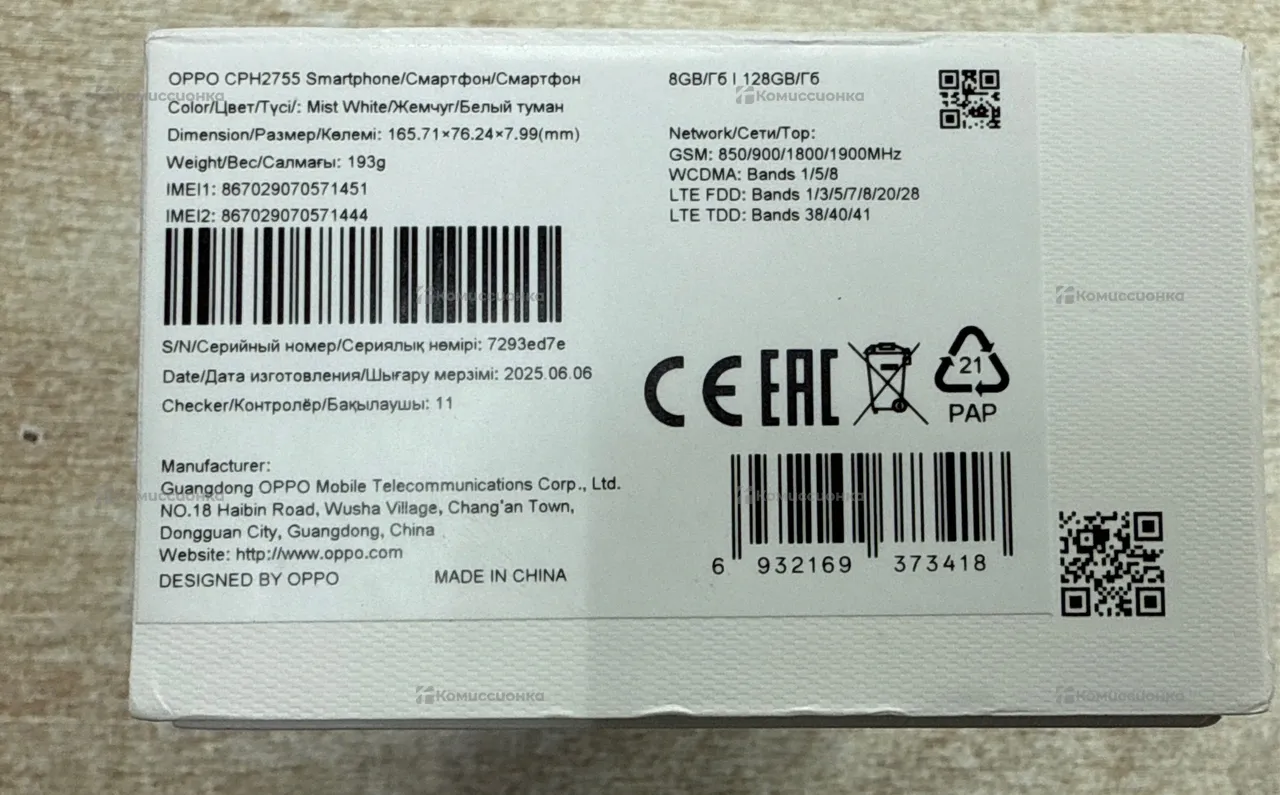 OPPO CPH2755 Smartphone/Смартфон/Смартфон
Color/Цвет/Түсі/: Mist White/Жемчуг/Белый туман
Dimension/Размер/Көлемі: 165.71×76.24×7.99(mm)
Weight/Вес/Салмағы: 193g
IMEI1: 867029070571451
IMEI2: 867029070571444
S/N/Серийный номер/Сериялық нөмірі: 7293ed7e
Date/Дата изготовления/Шығару мерзімі: 2025.06.06
Checker/Контролёр/Бақылаушы: 11
Manufacturer:
Guangdong OPPO Mobile Telecommunications Corp., Ltd.
NO.18 Haibin Road, Wusha Village, Chang'an Town,
Dongguan City, Guangdong, China
Website: http://www.oppo.com
DESIGNED BY OPPO MADE IN CHINA
8GB/Гб | 128GB/Гб
Network/Сети/Тор:
GSM: 850/900/1800/1900MHz
WCDMA: Bands 1/5/8
LTE FDD: Bands 1/3/5/7/8/20/28
LTE TDD: Bands 38/40/41
CE EAC
21
PAP
6 932169 373418
Комиссионка
Комиссионка
Комиссионка
Комиссионка
Комиссионка
Комиссионка
Комиссионка
Комиссионка